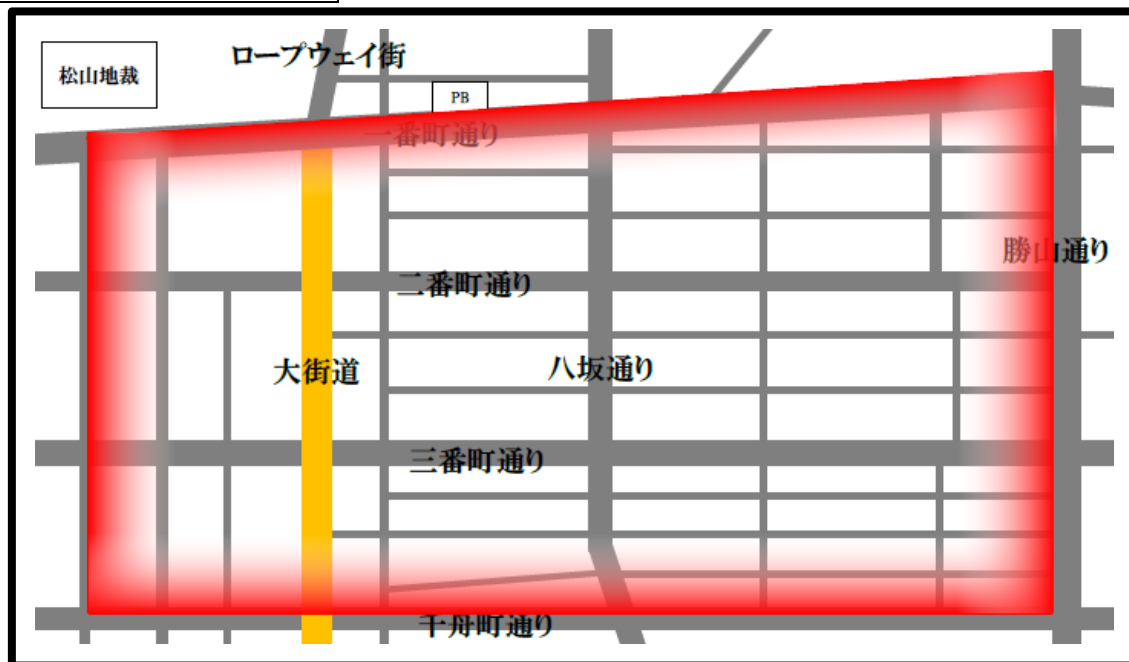 ロープウェイ街
松山地裁
PB
一番町通り
勝山通り
二番町通り
大街道
八坂通り
三番町通り
千舟町通り